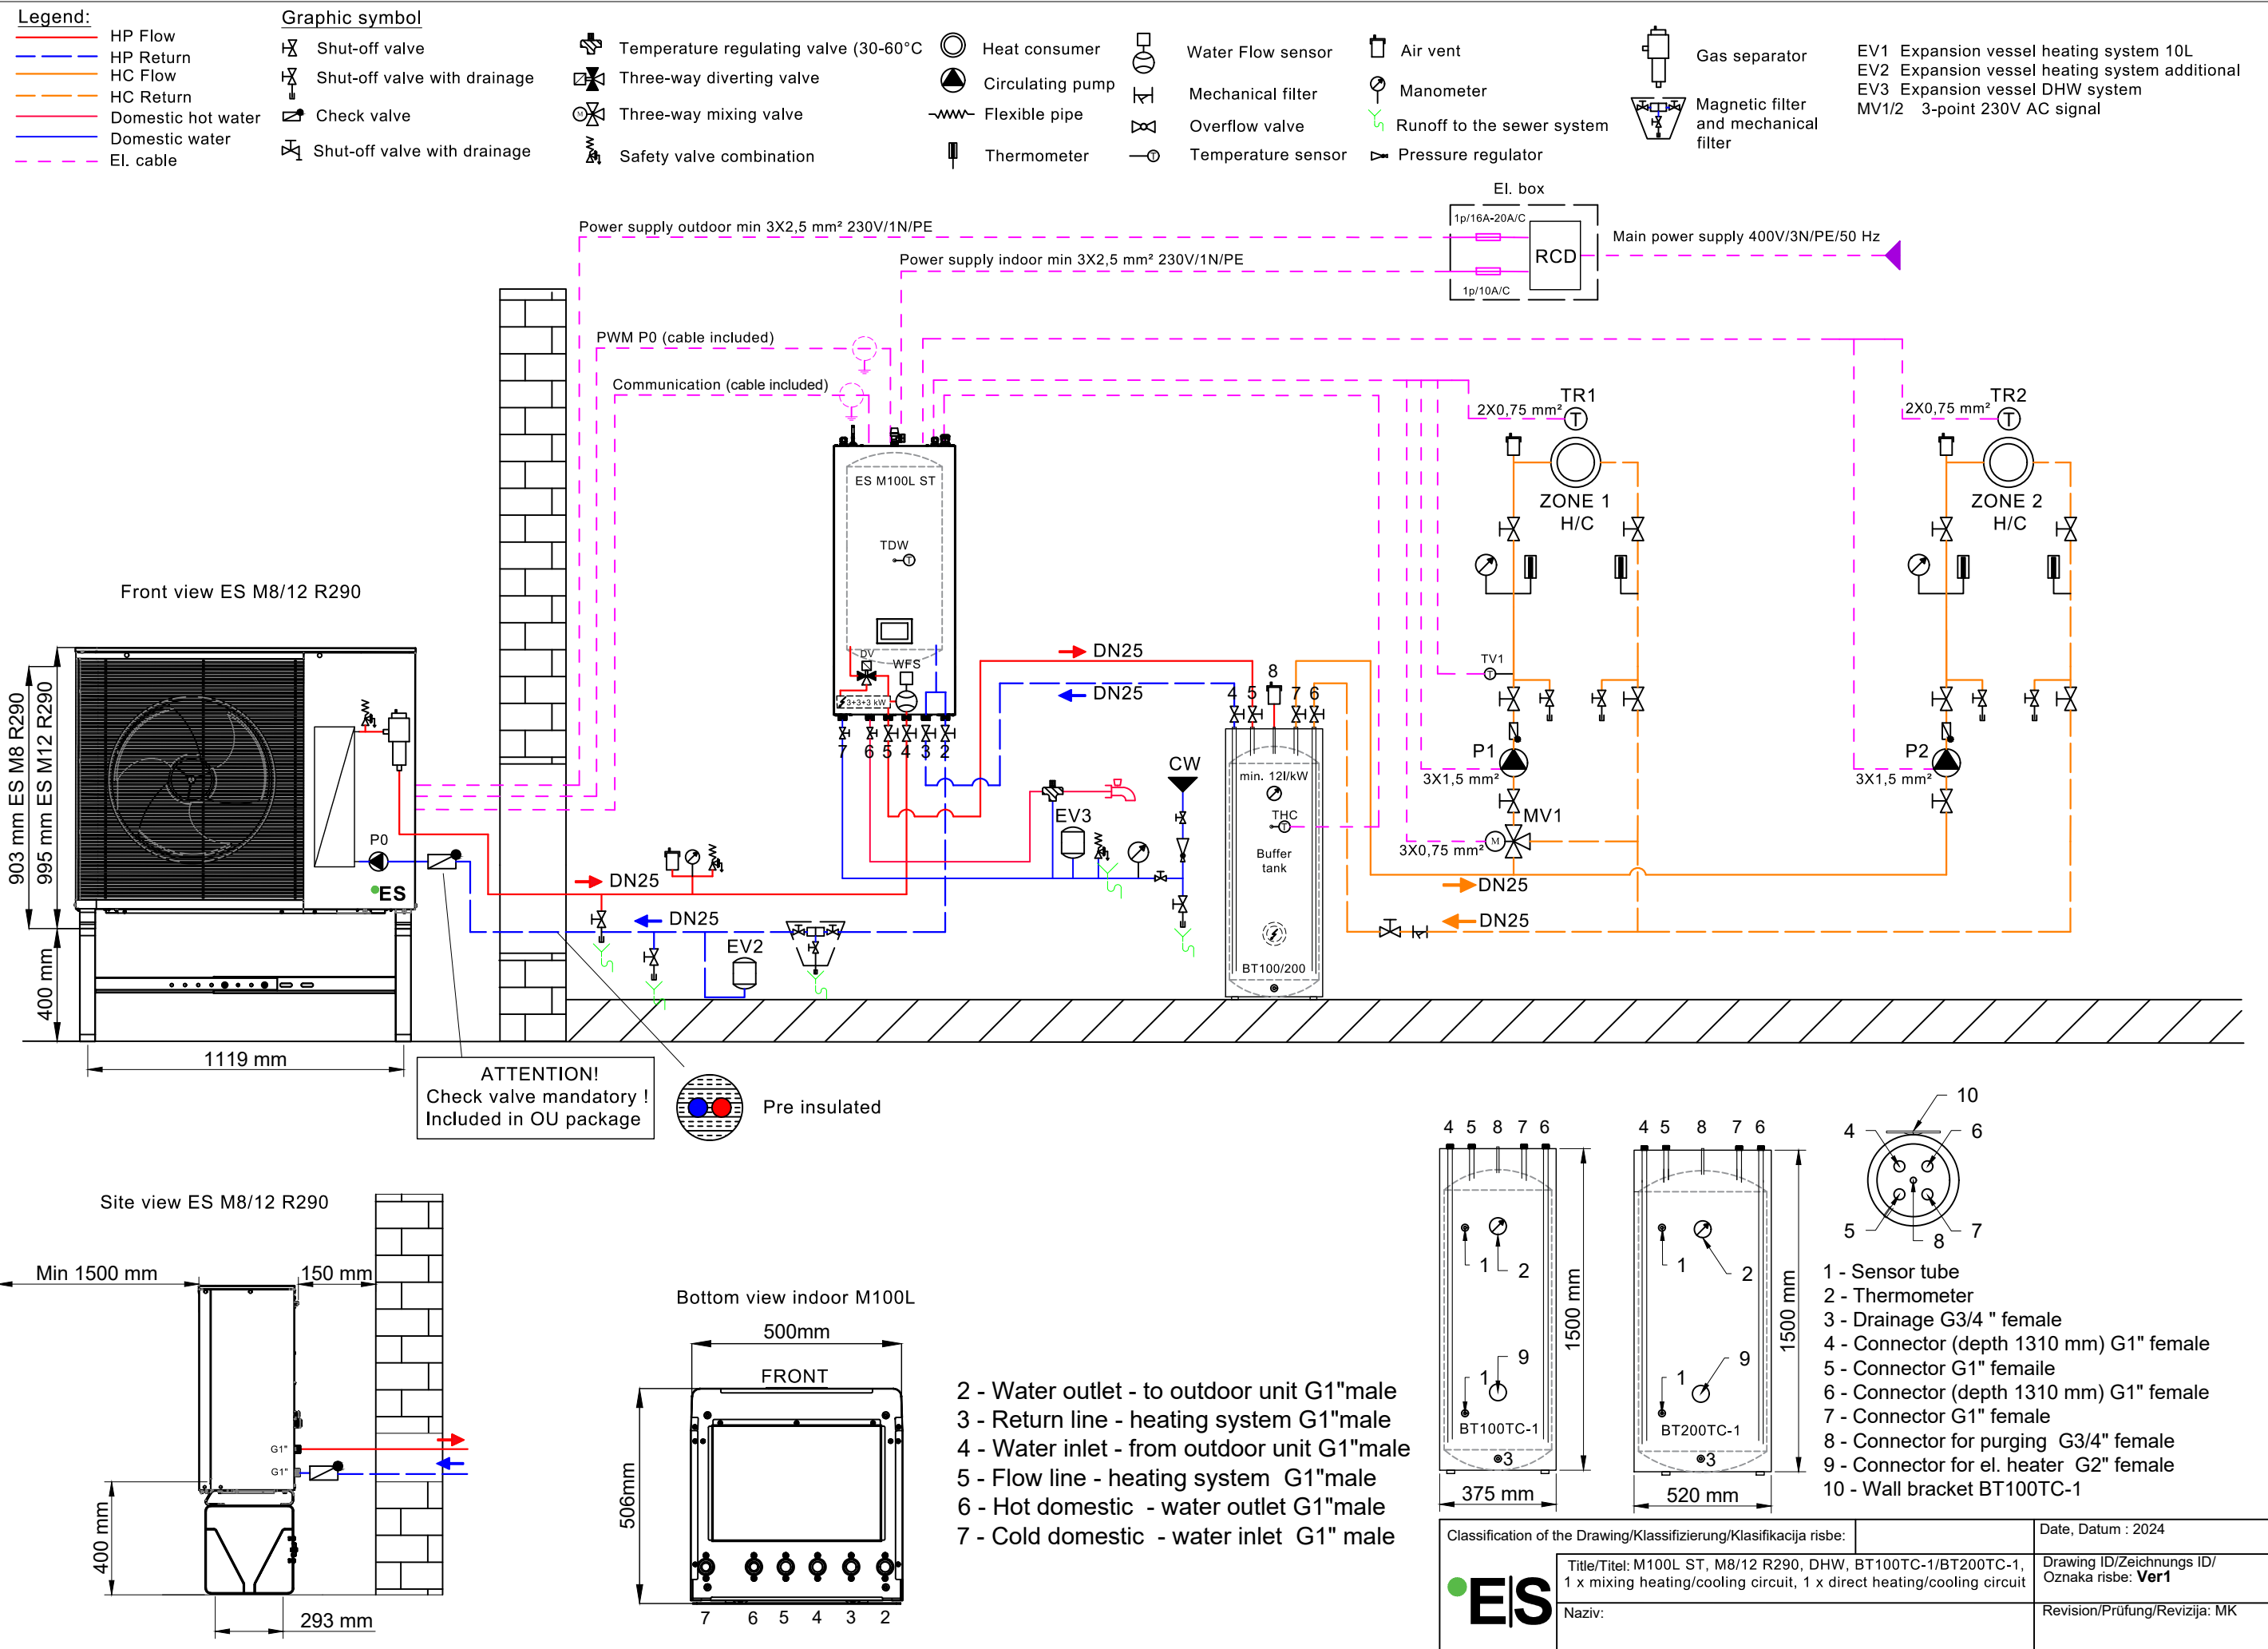 Legend:
HP Flow
HP Return
HC Flow
HC Return
Domestic hot water
Domestic water
El. cable
Graphic symbol
Shut-off valve
Shut-off valve with drainage
Check valve
Shut-off valve with drainage
Temperature regulating valve (30-60°C
Three-way diverting valve
M
Three-way mixing valve
Safety valve combination
Heat consumer
Circulating pump
Flexible pipe
Thermometer
Water Flow sensor
Mechanical filter
Overflow valve
T
Temperature sensor
Air vent
Manometer
Runoff to the sewer system
Pressure regulator
Gas separator
Magnetic filter
and mechanical
filter
EV1 Expansion vessel heating system 10L
EV2 Expansion vessel heating system additional
EV3 Expansion vessel DHW system
MV1/2 3-point 230V AC signal
El. box
1p/16A-20A/C
RCD
1p/10A/C
Main power supply 400V/3N/PE/50 Hz
Power supply outdoor min 3X2,5 mm² 230V/1N/PE
Power supply indoor min 3X2,5 mm² 230V/1N/PE
PWM P0 (cable included)
Communication (cable included)
ES M100L ST
TDW
T
DV
WFS
3+3+3 kW
7 6 5 4 3 2
TR1
2X0,75 mm²
T
ZONE 1
H/C
TR2
2X0,75 mm²
T
ZONE 2
H/C
TV1
T
P1
3X1,5 mm²
MV1
M
3X0,75 mm²
P2
3X1,5 mm²
DN25
DN25
4 5 8 7 6
min. 12l/kW
THC
T
Buffer
tank
BT100/200
CW
EV3
DN25
DN25
EV2
DN25
DN25
Front view ES M8/12 R290
903 mm ES M8 R290
995 mm ES M12 R290
400 mm
P0
ES
1119 mm
ATTENTION!
Check valve mandatory !
Included in OU package
Pre insulated
Site view ES M8/12 R290
Min 1500 mm
150 mm
G1"
G1"
400 mm
293 mm
Bottom view indoor M100L
500mm
FRONT
506mm
7 6 5 4 3 2
2 - Water outlet - to outdoor unit G1"male
3 - Return line - heating system G1"male
4 - Water inlet - from outdoor unit G1"male
5 - Flow line - heating system G1"male
6 - Hot domestic - water outlet G1"male
7 - Cold domestic - water inlet G1" male
4 5 8 7 6
1
2
9
1
BT100TC-1
3
1500 mm
375 mm
4 5 8 7 6
1
2
9
1
BT200TC-1
3
1500 mm
520 mm
10
4
6
5
7
8
1 - Sensor tube
2 - Thermometer
3 - Drainage G3/4 " female
4 - Connector (depth 1310 mm) G1" female
5 - Connector G1" femaile
6 - Connector (depth 1310 mm) G1" female
7 - Connector G1" female
8 - Connector for purging G3/4" female
9 - Connector for el. heater G2" female
10 - Wall bracket BT100TC-1
Classification of the Drawing/Klassifizierung/Klasifikacija risbe:
Date, Datum : 2024
E|S
Title/Titel: M100L ST, M8/12 R290, DHW, BT100TC-1/BT200TC-1,
1 x mixing heating/cooling circuit, 1 x direct heating/cooling circuit
Drawing ID/Zeichnungs ID/
Oznaka risbe: Ver1
Naziv:
Revision/Prüfung/Revizija: MK